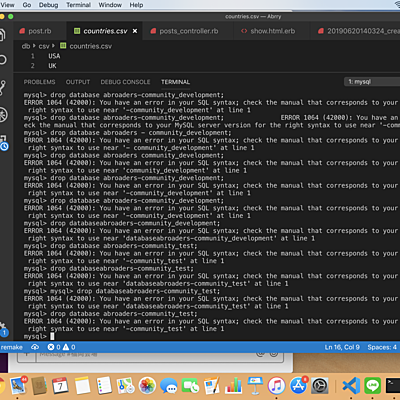 View Go Debug Terminal Window Help
countries.csv — Abrry
post.rb countries.csv posts_controller.rb show.html.erb 20190620140324_crea
db > csv > countries.csv
1 USA
2 UK
PROBLEMS OUTPUT DEBUG CONSOLE TERMINAL 1: mysql
mysql> drop database abroaders-community_development;
ERROR 1064 (42000): You have an error in your SQL syntax; check the manual that corresponds to your
right syntax to use near '-community_development' at line 1
mysql> drop database abroaders~community_development; ERROR 1064 (42000): You have an
eck the manual that corresponds to your MySQL server version for the right syntax to use near '~com
mysql> drop database abroaders ~ community_development;
ERROR 1064 (42000): You have an error in your SQL syntax; check the manual that corresponds to your
right syntax to use near '~ community_development' at line 1
mysql> drop database abroaders-community_development;
ERROR 1064 (42000): You have an error in your SQL syntax; check the manual that corresponds to your
right syntax to use near '-community_development' at line 1
mysql> drop database abroaders-community_development;
ERROR 1064 (42000): You have an error in your SQL syntax; check the manual that corresponds to your
right syntax to use near '-community_development' at line 1
mysql> drop database abroaders-community_development;
ERROR 1064 (42000): You have an error in your SQL syntax; check the manual that corresponds to your
right syntax to use near '-community_development' at line 1
mysql> drop databaseabroaders-community_development;
ERROR 1064 (42000): You have an error in your SQL syntax; check the manual that corresponds to your
right syntax to use near 'databaseabroaders-community_development' at line 1
mysql> drop database abroaders-community_test;
ERROR 1064 (42000): You have an error in your SQL syntax; check the manual that corresponds to your
right syntax to use near '-community_test' at line 1
mysql> drop databaseabroaders-community_test;
ERROR 1064 (42000): You have an error in your SQL syntax; check the manual that corresponds to your
right syntax to use near 'databaseabroaders-community_test' at line 1
mysql> drop databaseabroaders-community_test;
ERROR 1064 (42000): You have an error in your SQL syntax; check the manual that corresponds to your
right syntax to use near 'databaseabroaders-community_test' at line 1
mysql> drop database abroaders-community_test;
ERROR 1064 (42000): You have an error in your SQL syntax; check the manual that corresponds to your
right syntax to use near '-community_test' at line 1
mysql>
remake 0 0 Ln 16, Col 9 Spaces: 4